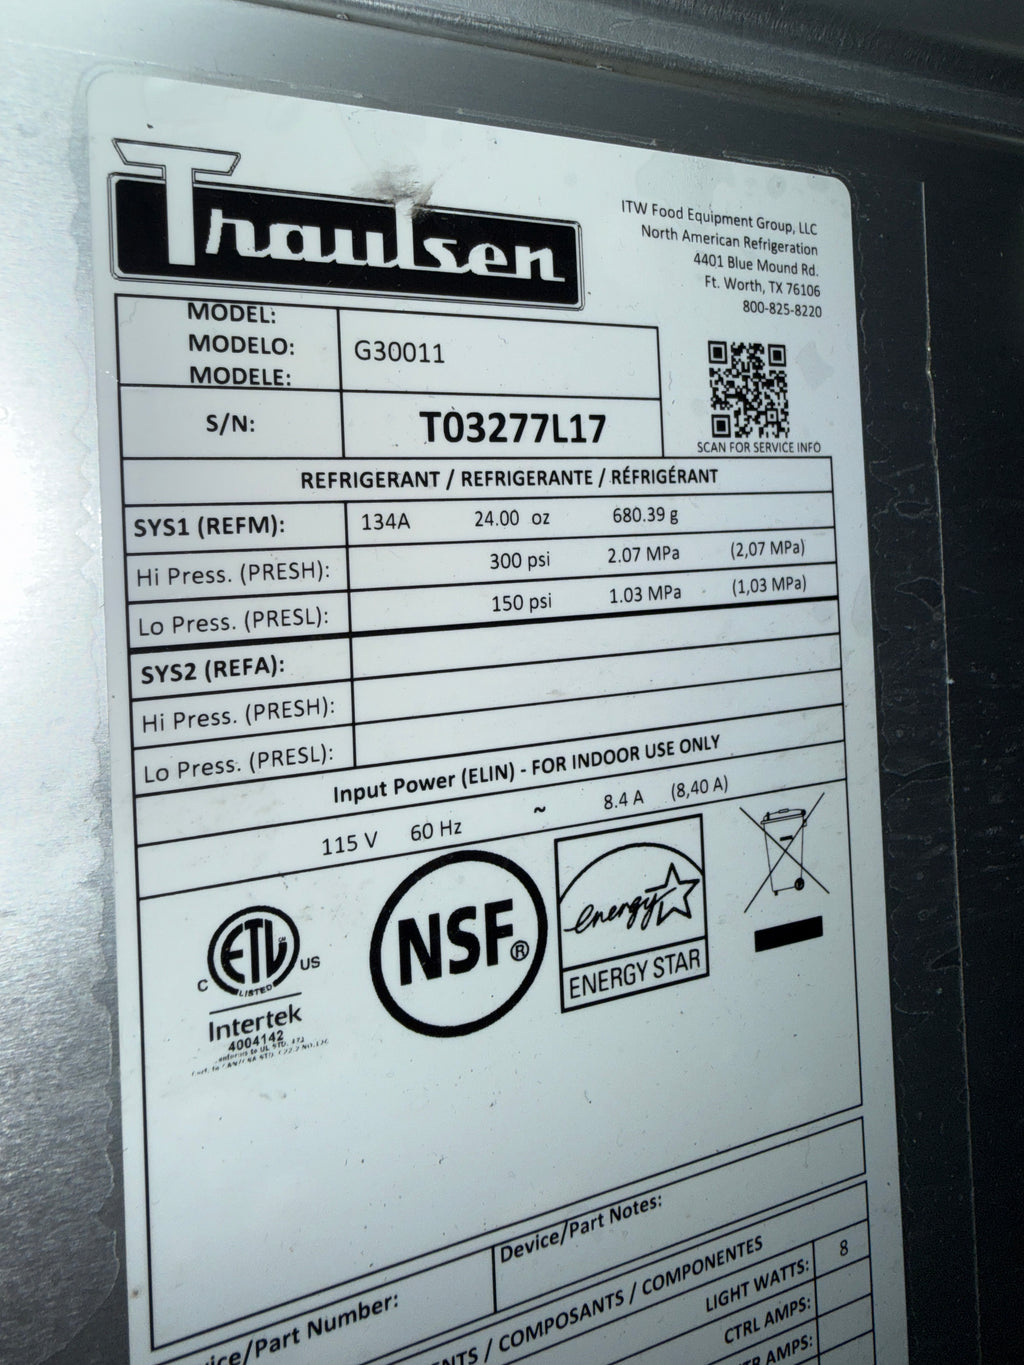 Traulsen
ITW Food Equipment Group, LLC
North American Refrigeration
4401 Blue Mound Rd.
Ft. Worth, TX 76106
800-825-8220
MODEL:
MODELO:
MODELE:
G30011
S/N:
T03277L17
SCAN FOR SERVICE INFO
REFRIGERANT / REFRIGERANTE / RÉFRIGÉRANT
SYS1 (REFM): 134A 24.00 oz 680.39 g
Hi Press. (PRESH): 300 psi 2.07 MPa (2,07 MPa)
Lo Press. (PRESL): 150 psi 1.03 MPa (1,03 MPa)
SYS2 (REFA):
Hi Press. (PRESH):
Lo Press. (PRESL):
Input Power (ELIN) - FOR INDOOR USE ONLY
115 V 60 Hz ~ 8.4 A (8,40 A)
C ETL CM US
LISTED
Intertek
4004142
NSF®
energy
ENERGY STAR
Device/Part Notes:
/Part Number:
/ COMPOSANTS / COMPONENTES
LIGHT WATTS: 8
CTRL AMPS:
AMPS: